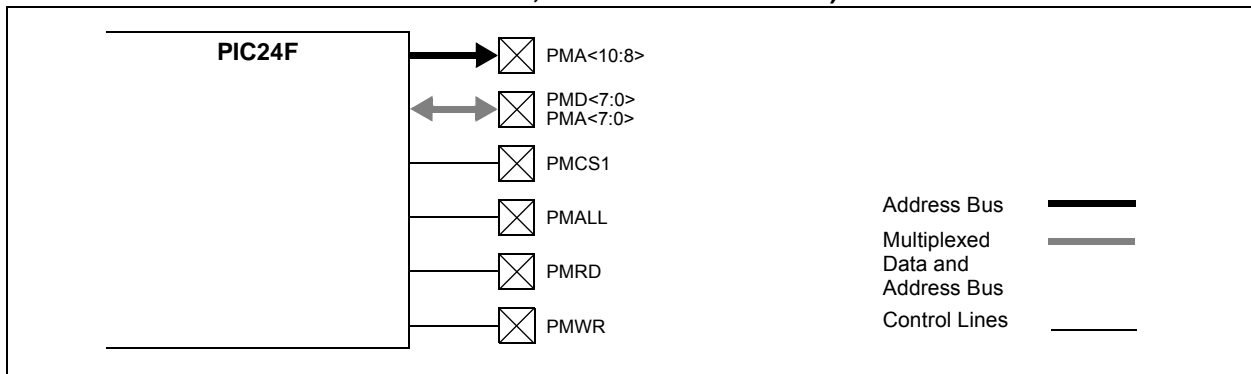 PIC24F
PMA<10:8>
PMD<7:0>
PMA<7:0>
PMCS1
PMALL
PMRD
PMWR
Address Bus
Multiplexed
Data and
Address Bus
Control Lines